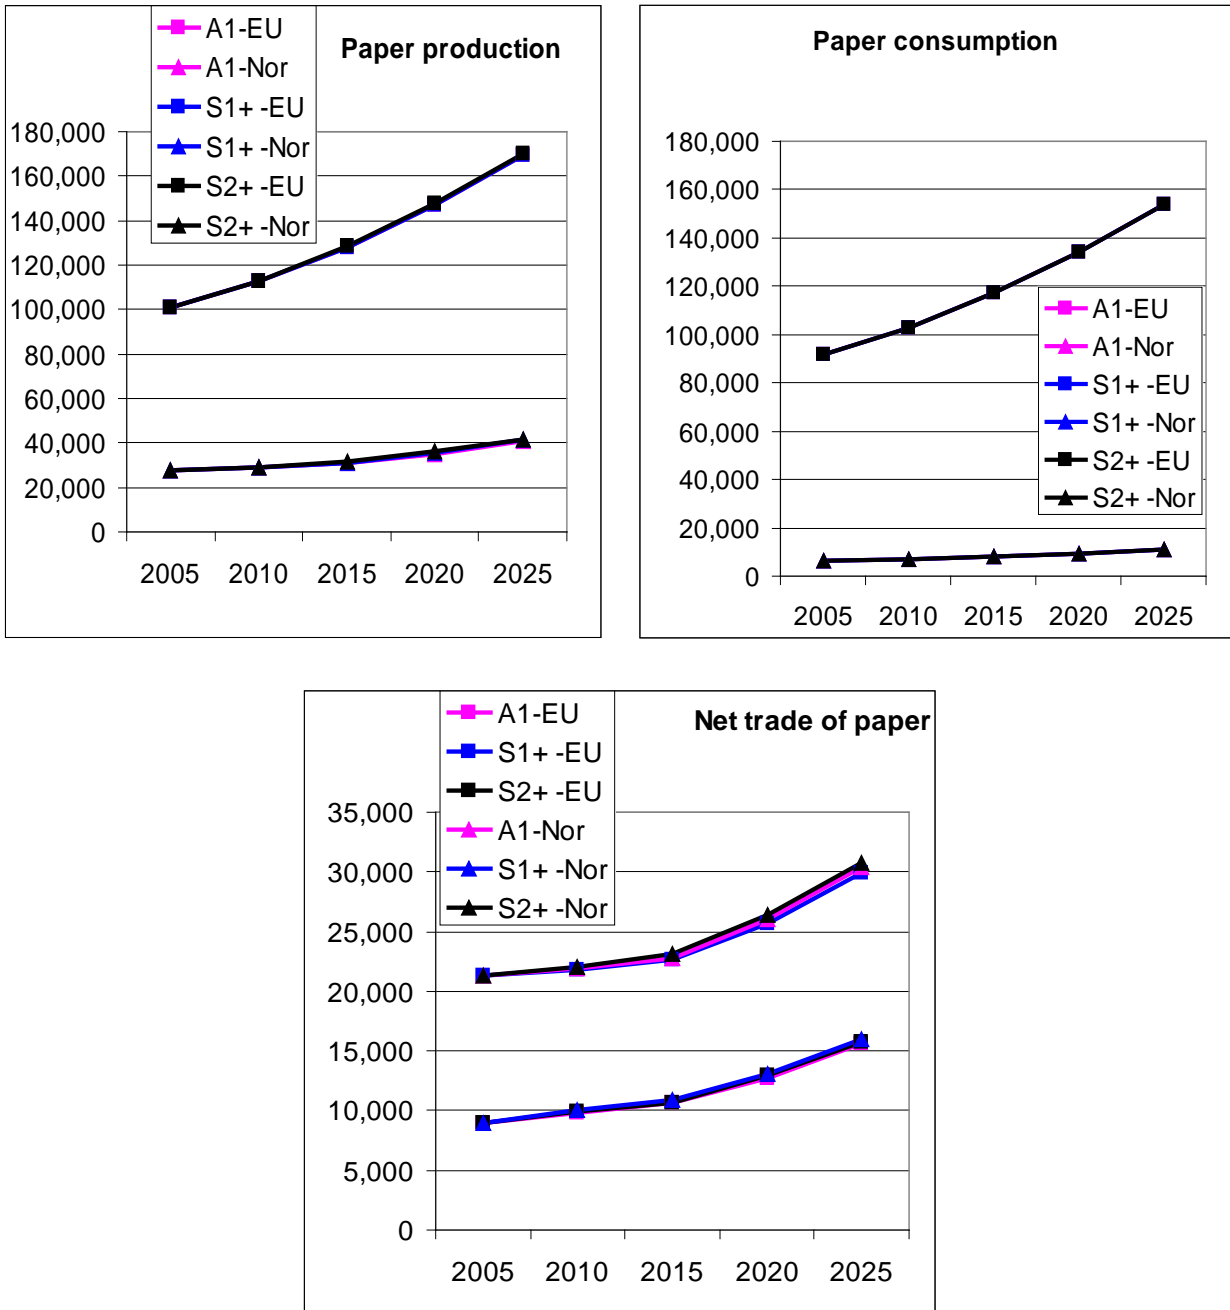 Paper production
A1-EU
A1-Nor
S1+ -EU
S1+ -Nor
S2+ -EU
S2+ -Nor
180,000
160,000
140,000
120,000
100,000
80,000
60,000
40,000
20,000
0
2005 2010 2015 2020 2025
Paper consumption
180,000
160,000
140,000
120,000
100,000
80,000
60,000
40,000
20,000
0
A1-EU
A1-Nor
S1+ -EU
S1+ -Nor
S2+ -EU
S2+ -Nor
2005 2010 2015 2020 2025
Net trade of paper
A1-EU
S1+ -EU
S2+ -EU
A1-Nor
S1+ -Nor
S2+ -Nor
35,000
30,000
25,000
20,000
15,000
10,000
5,000
0
2005 2010 2015 2020 2025